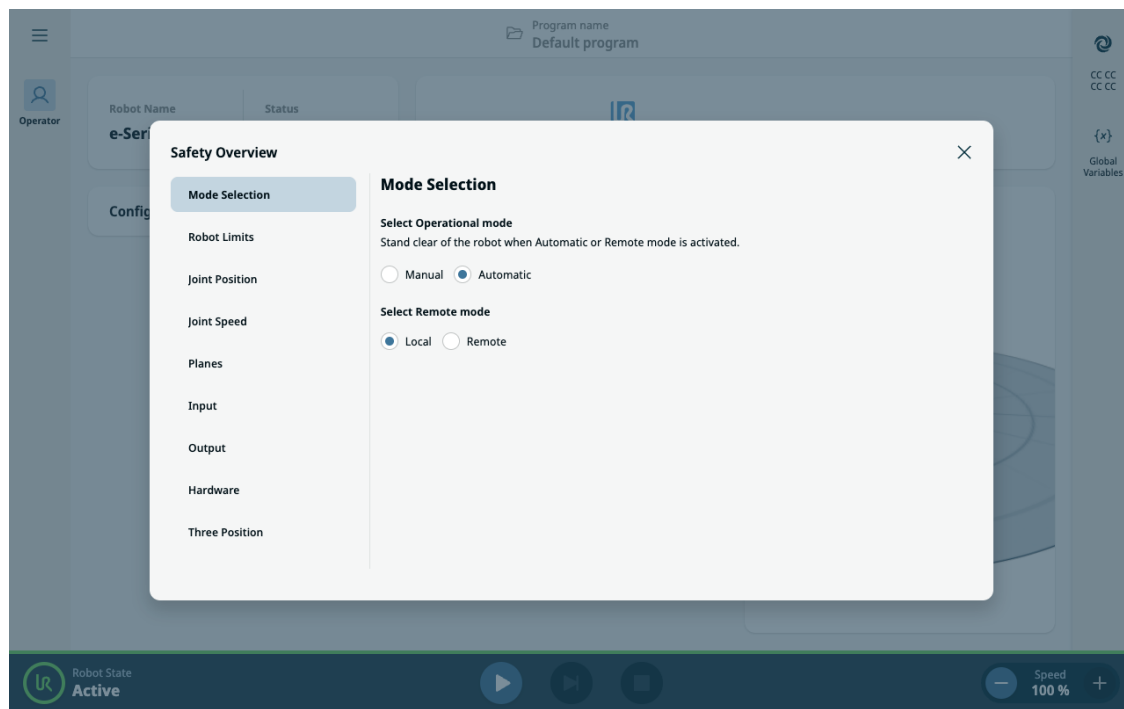 Program name
Default program
Operator
Robot Name
Status
e-Seri
Config
CC CC
CC CC
{x}
Global
Variables
Safety Overview
Mode Selection
Robot Limits
Joint Position
Joint Speed
Planes
Input
Output
Hardware
Three Position
Mode Selection
Select Operational mode
Stand clear of the robot when Automatic or Remote mode is activated.
Manual
Automatic
Select Remote mode
Local
Remote
Robot State
Active
Speed
100 %